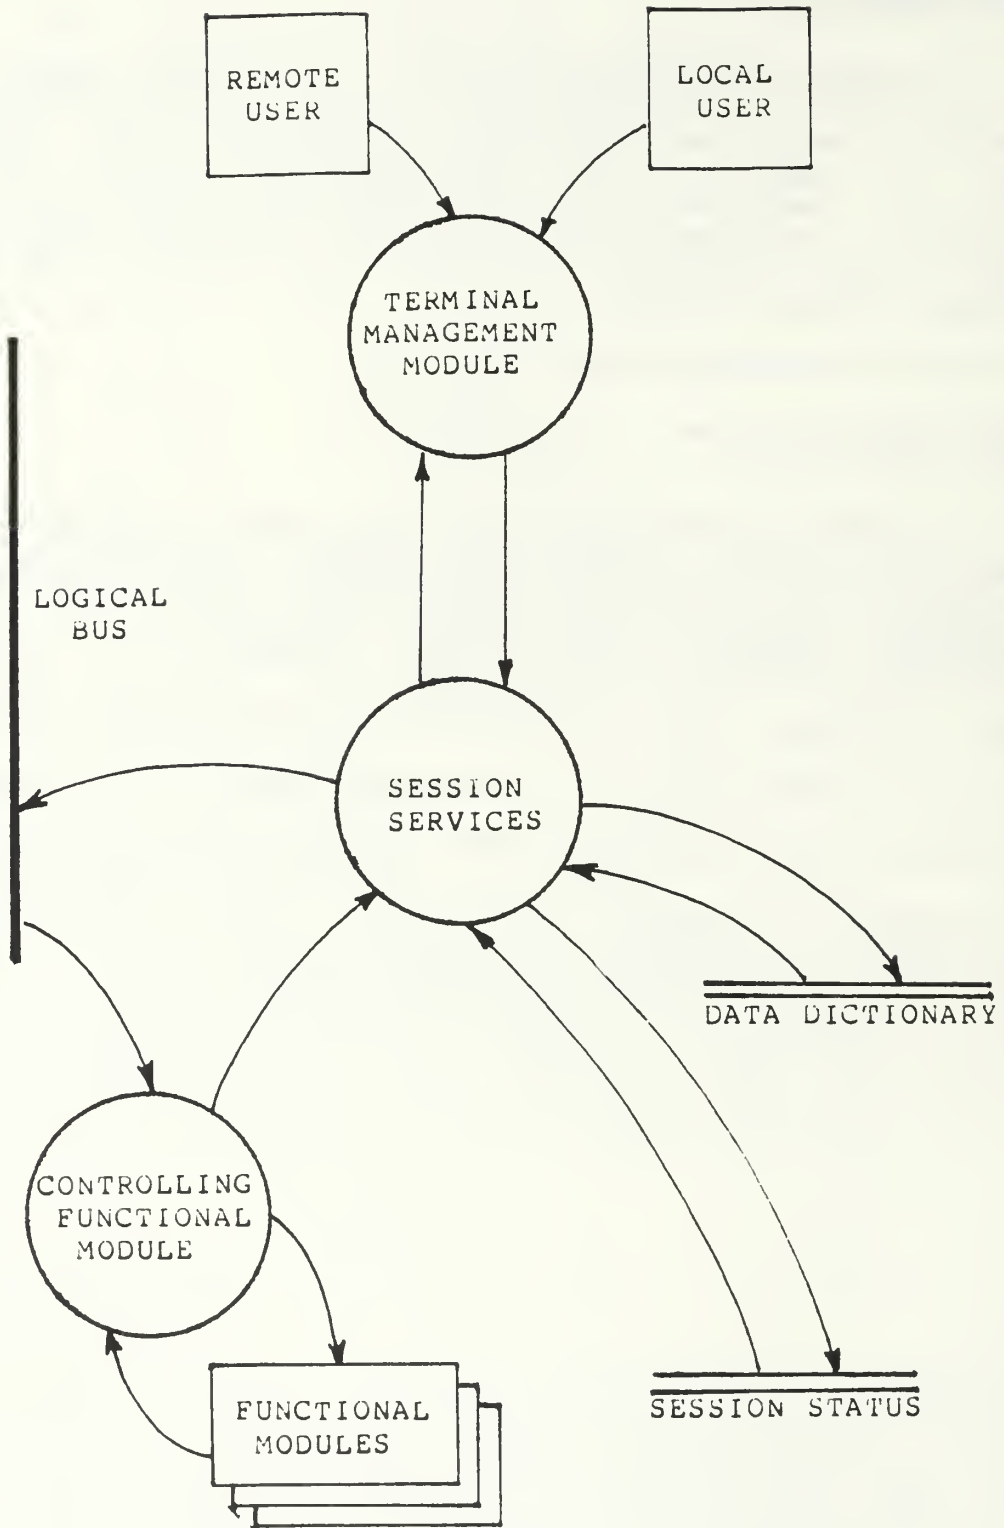 REMOTE
USER
LOCAL
USER
TERMINAL
MANAGEMENT
MODULE
LOGICAL
BUS
SESSION
SERVICES
DATA DICTIONARY
CONTROLLING
FUNCTIONAL
MODULE
FUNCTIONAL
MODULES
SESSION STATUS